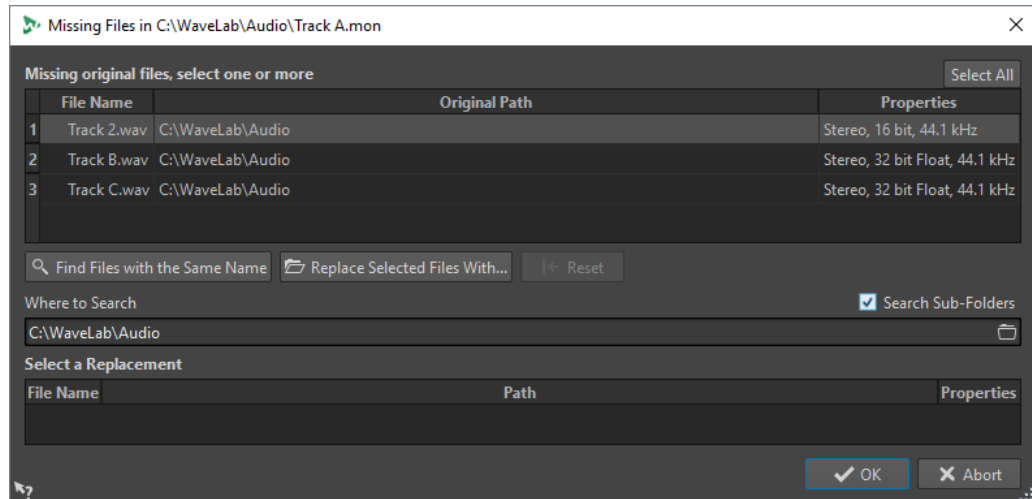 Missing Files in C:\WaveLab\Audio\Track A.mon
Missing original files, select one or more Select All
File Name Original Path Properties
1 Track 2.wav C:\WaveLab\Audio Stereo, 16 bit, 44.1 kHz
2 Track B.wav C:\WaveLab\Audio Stereo, 32 bit Float, 44.1 kHz
3 Track C.wav C:\WaveLab\Audio Stereo, 32 bit Float, 44.1 kHz
Find Files with the Same Name Replace Selected Files With... Reset
Where to Search Search Sub-Folders
C:\WaveLab\Audio
Select a Replacement
File Name Path Properties
OK Abort
?